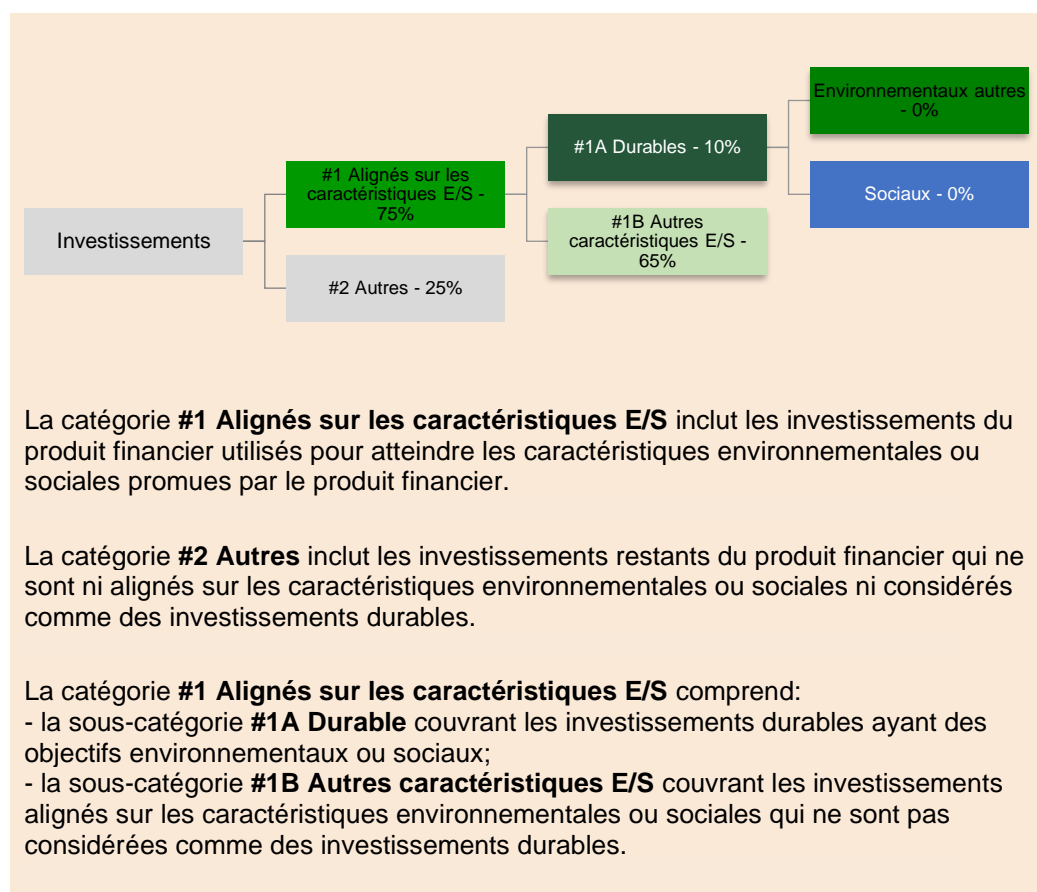 Environnementaux autres
- 0%
#1A Durables - 10%
#1 Alignés sur les
caractéristiques E/S -
75%
Sociaux - 0%
#1B Autres
caractéristiques E/S -
65%
Investissements
#2 Autres - 25%
La catégorie #1 Alignés sur les caractéristiques E/S inclut les investissements du
produit financier utilisés pour atteindre les caractéristiques environnementales ou
sociales promues par le produit financier.
La catégorie #2 Autres inclut les investissements restants du produit financier qui ne
sont ni alignés sur les caractéristiques environnementales ou sociales ni considérés
comme des investissements durables.
La catégorie #1 Alignés sur les caractéristiques E/S comprend:
- la sous-catégorie #1A Durable couvrant les investissements durables ayant des
objectifs environnementaux ou sociaux;
- la sous-catégorie #1B Autres caractéristiques E/S couvrant les investissements
alignés sur les caractéristiques environnementales ou sociales qui ne sont pas
considérées comme des investissements durables.